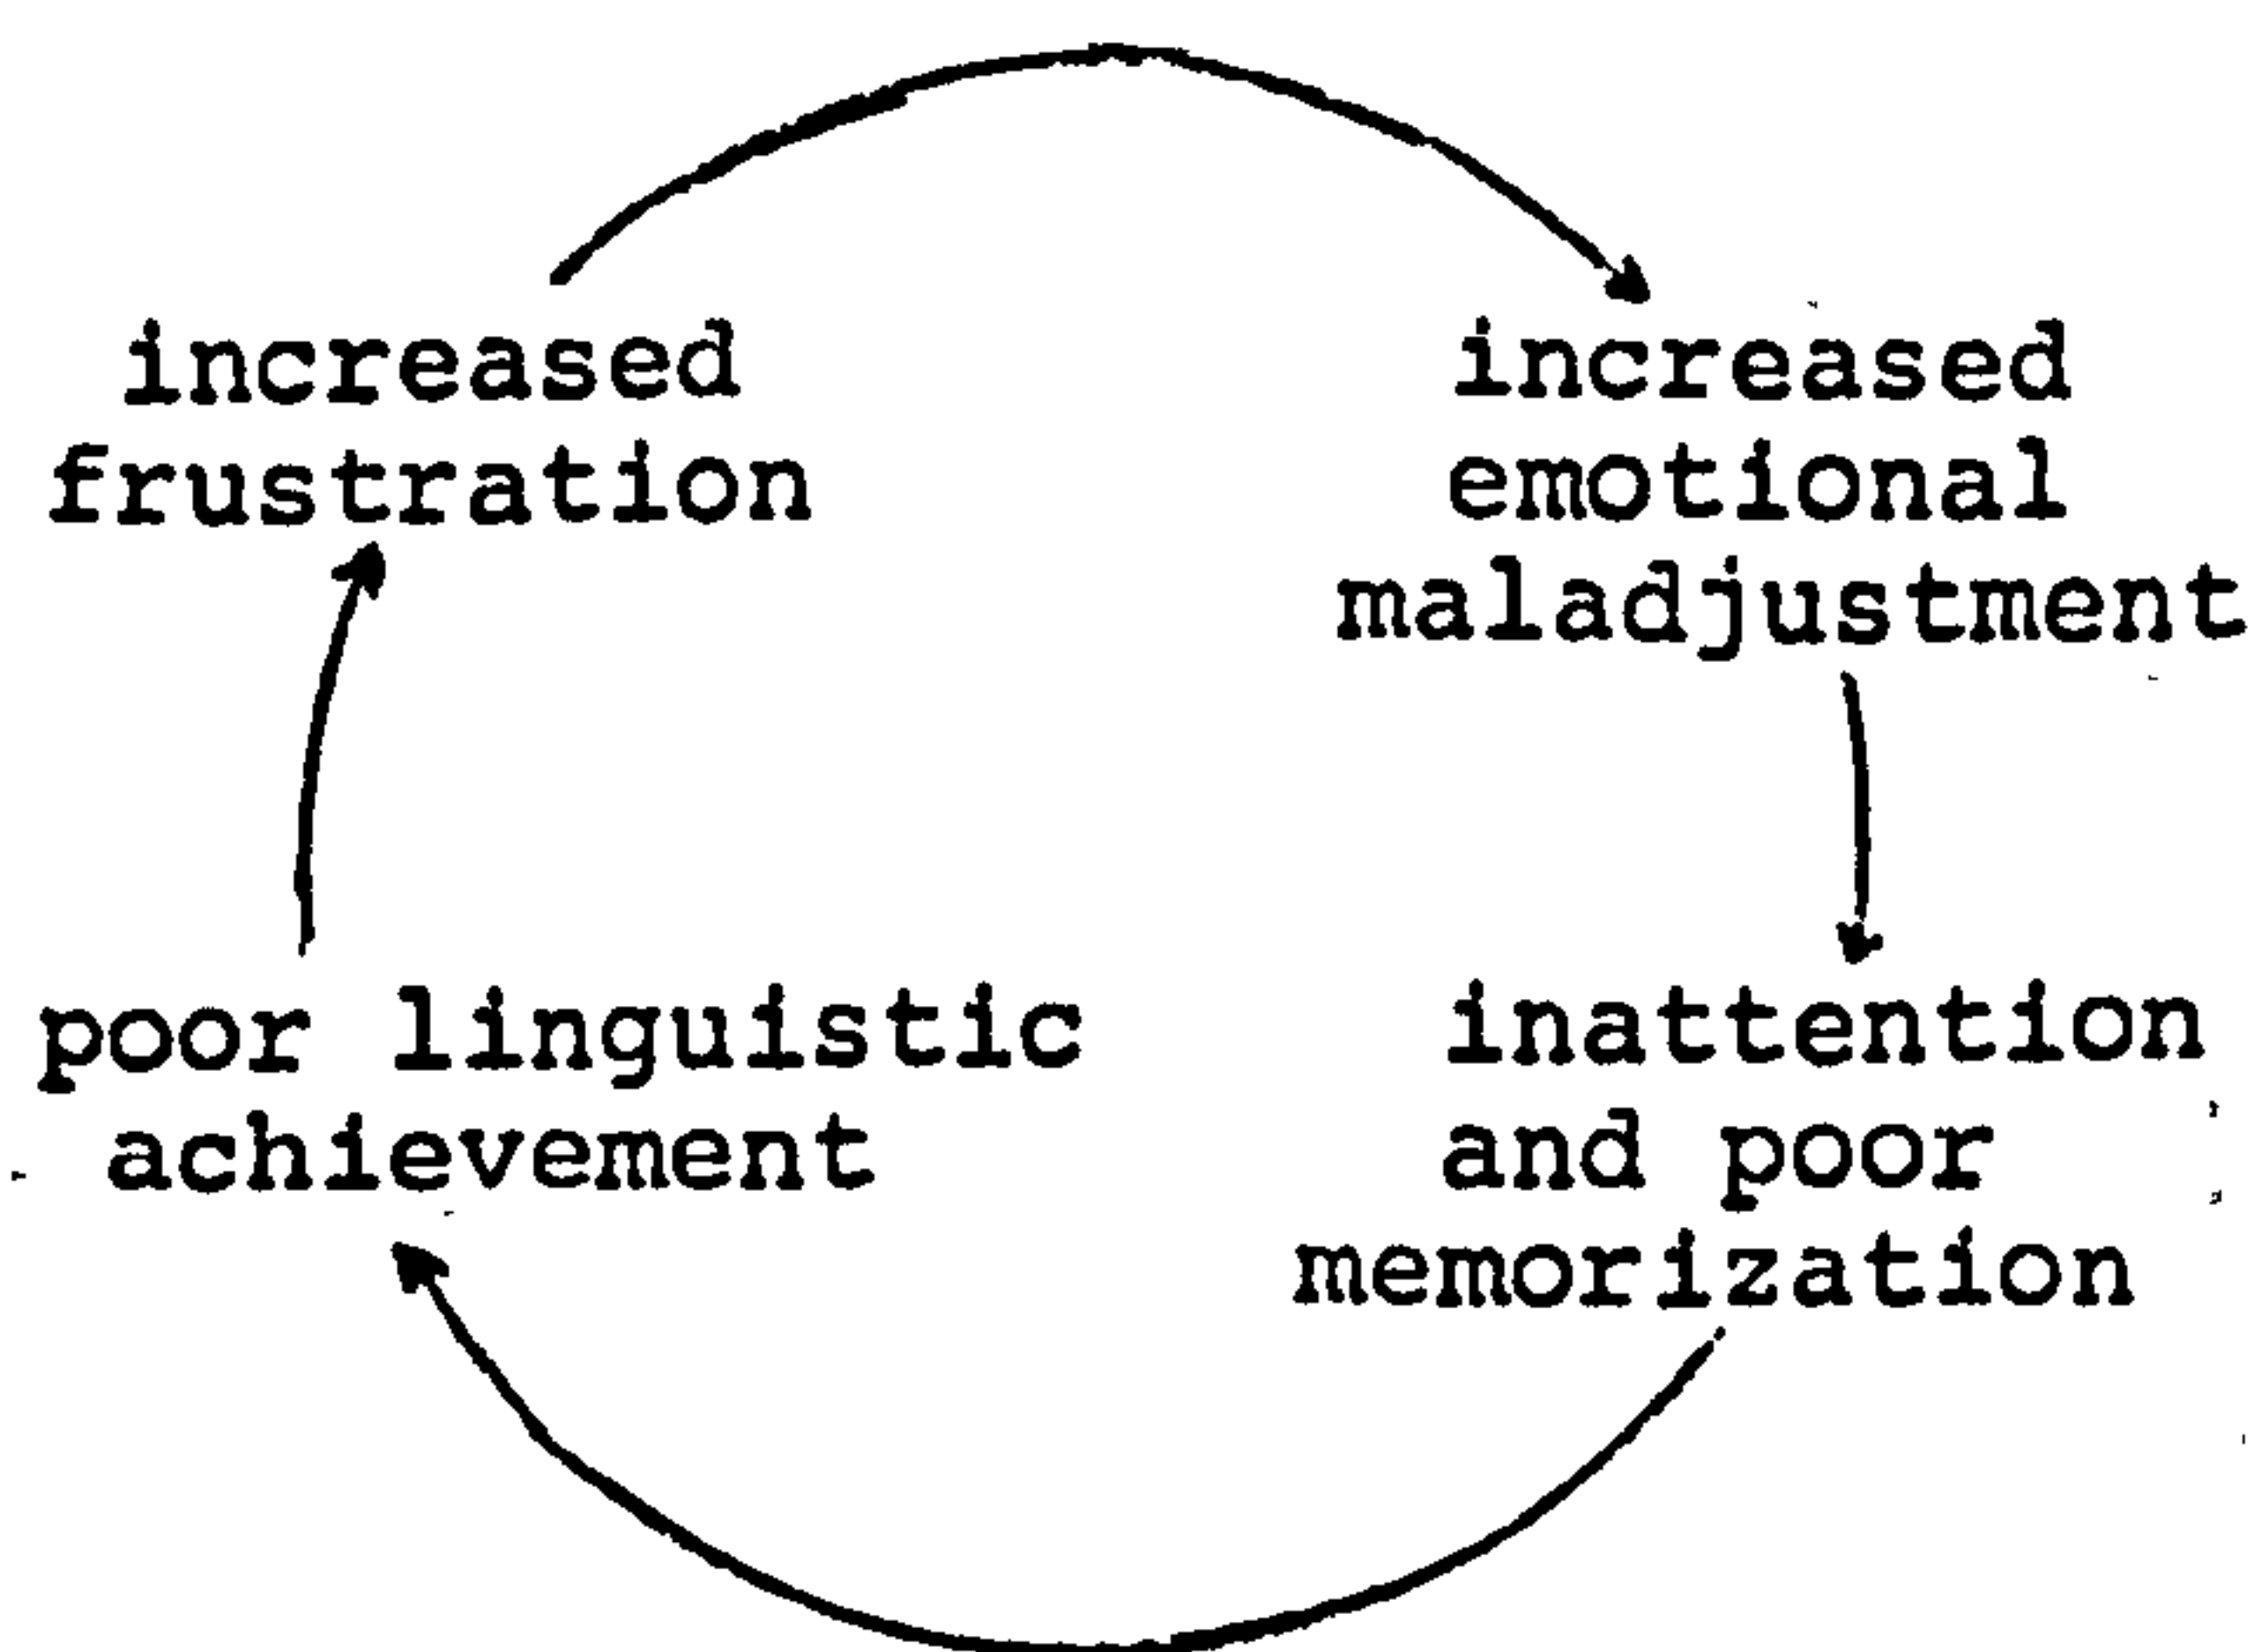 increased
frustration
increased
emotional
maladjustment
poor linguistic
achievement
inattention
and poor
memorization